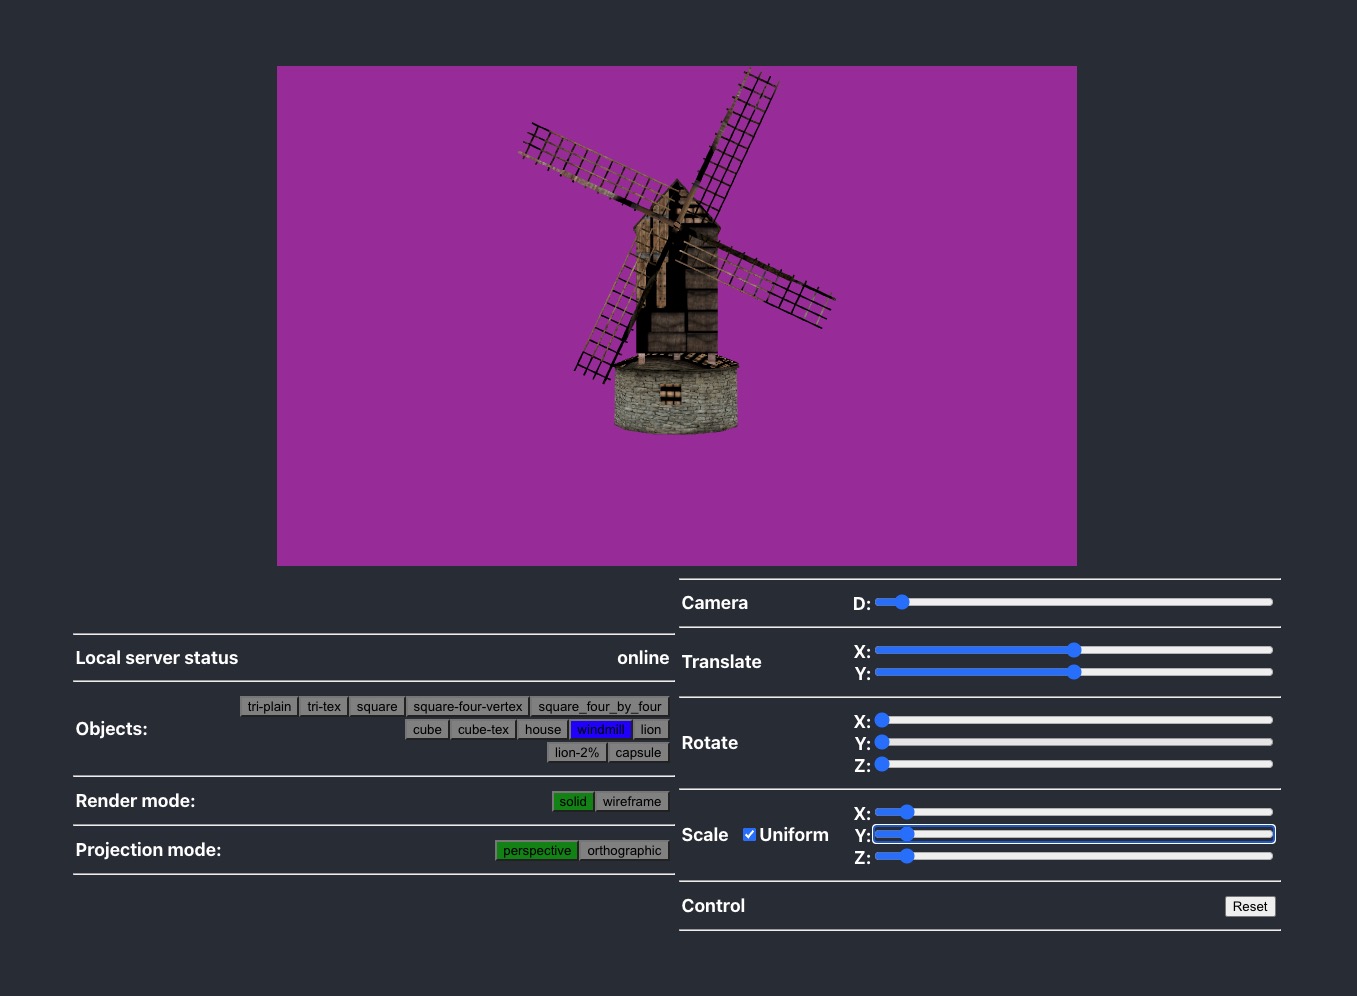 Local server status online
Objects: tri-plain tri-tex square square-four-vertex square_four_by_four
cube cube-tex house windmill lion
lion-2% capsule
Render mode: solid wireframe
Projection mode: perspective orthographic
Camera D:
Translate X:
Y:
Rotate X:
Y:
Z:
Scale Uniform X:
Y:
Z:
Control Reset